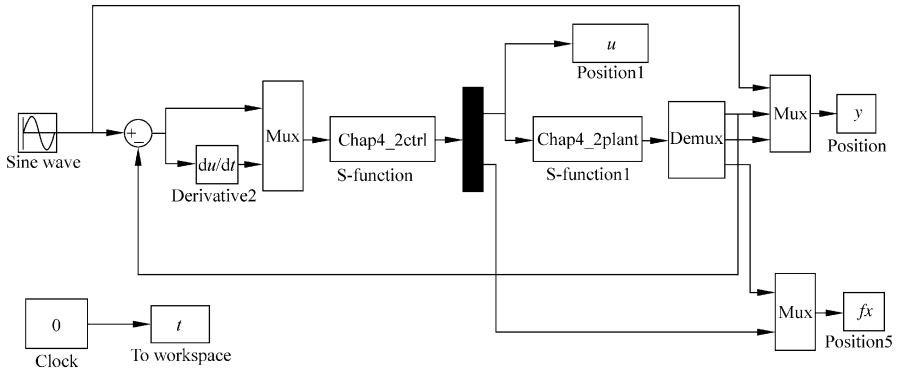 u
Position1
Sine wave
+
−
du/dt
Derivative2
Mux
Chap4_2ctrl
S-function
Chap4_2plant
S-function1
Demux
Mux
y
Position
0
Clock
t
To workspace
Mux
fx
Position5